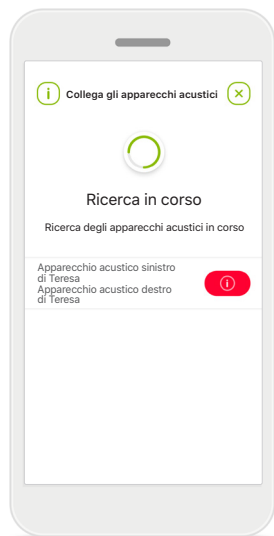 Collega gli apparecchi acustici
Ricerca in corso
Ricerca degli apparecchi acustici in corso
Apparecchio acustico sinistro
di Teresa
Apparecchio acustico destro
di Teresa